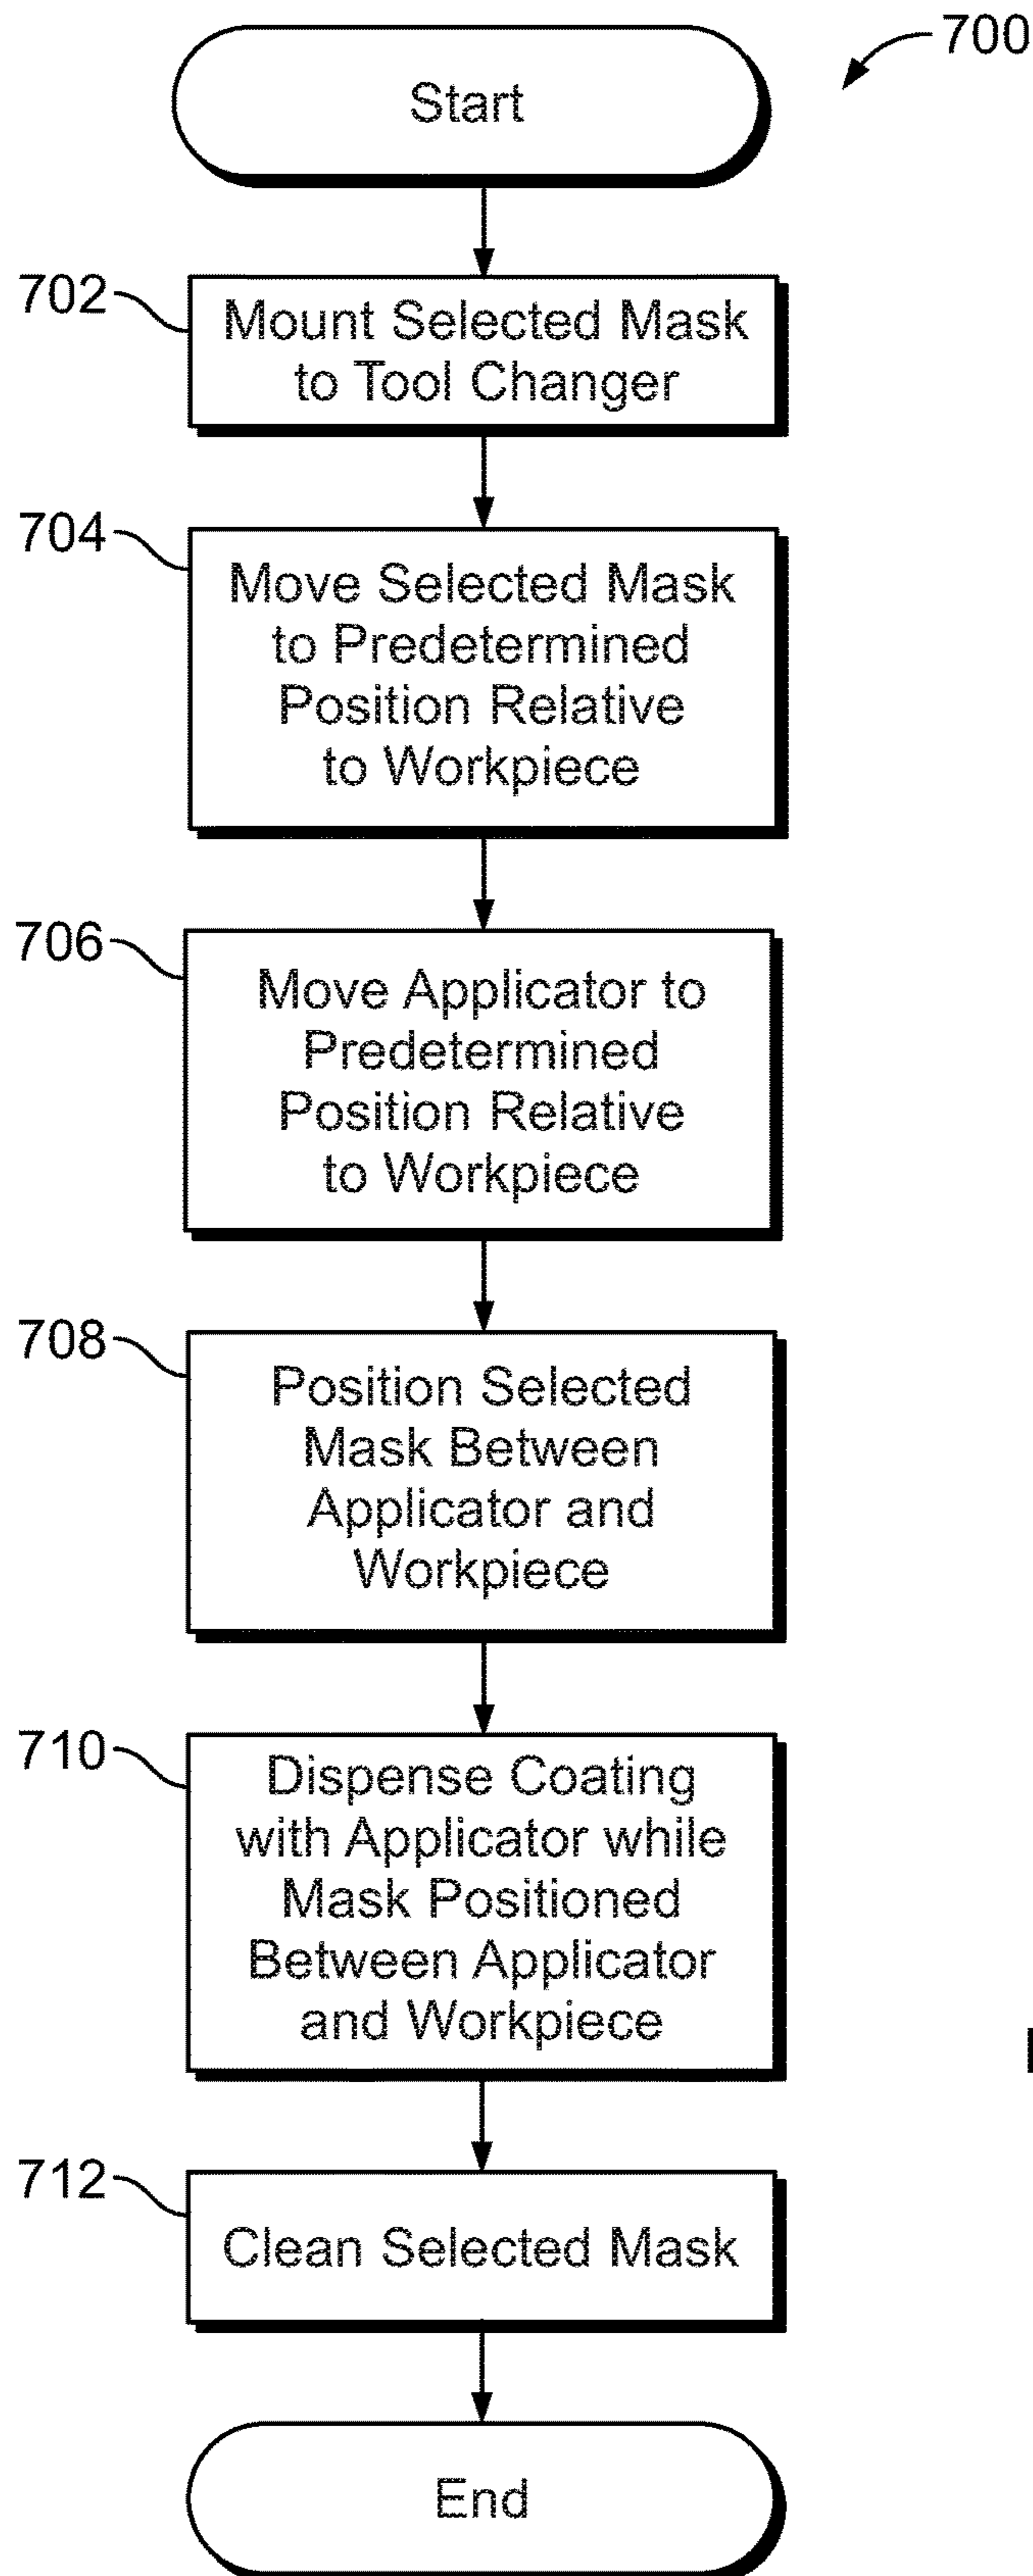 700
Start
702
Mount Selected Mask
to Tool Changer
704
Move Selected Mask
to Predetermined
Position Relative
to Workpiece
706
Move Applicator to
Predetermined
Position Relative
to Workpiece
708
Position Selected
Mask Between
Applicator and
Workpiece
710
Dispense Coating
with Applicator while
Mask Positioned
Between Applicator
and Workpiece
712
Clean Selected Mask
End